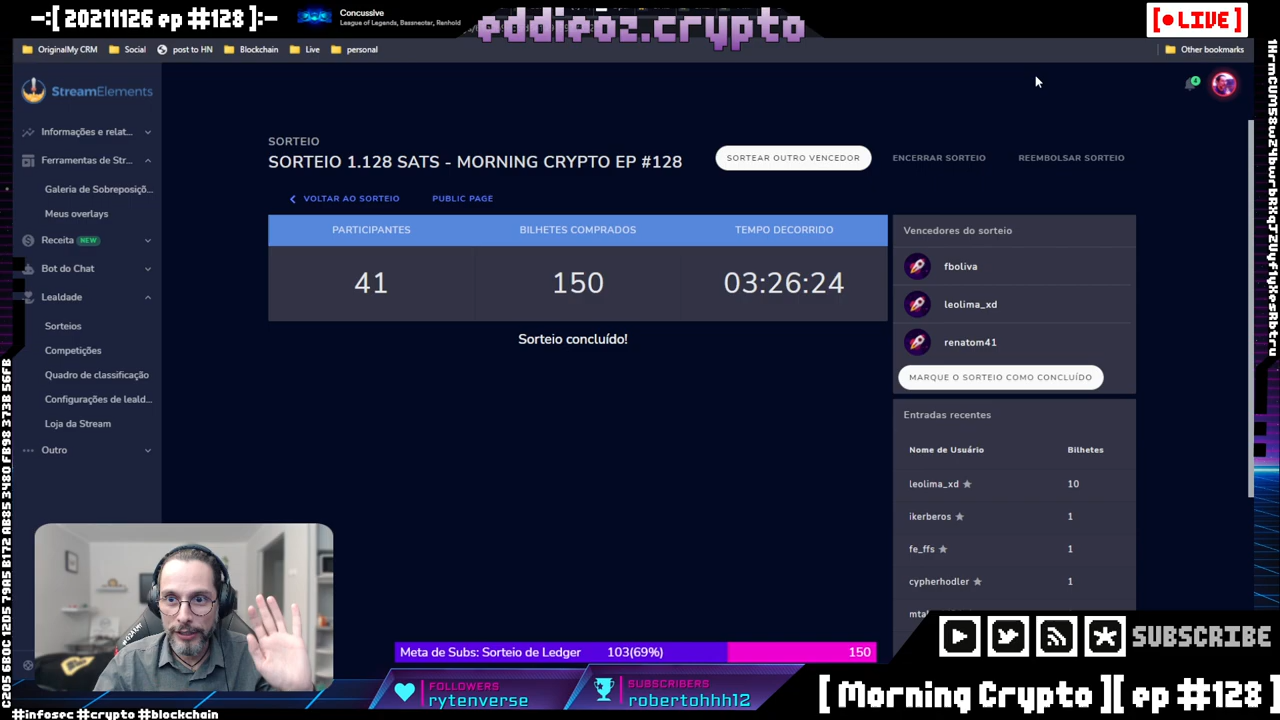 —:[ 20211126 ep #128 ]:—
Concussive
League of Legends, Bassnecter, Renhold
eddiepoz.crypto
[● LIVE ]
OriginalMy CRM
Social
post to HN
Blockchain
Live
personal
Other bookmarks
StreamElements
4
Informações e relat...
Ferramentas de Str...
Galeria de Sobreposiçõ...
Meus overlays
Receita NEW
Bot do Chat
Lealdade
Sorteios
Competições
Quadro de classificação
Configurações de leald...
Loja da Stream
Outro
SORTEIO
SORTEIO 1.128 SATS - MORNING CRYPTO EP #128
SORTEAR OUTRO VENCEDOR
ENCERRAR SORTEIO
REEMBOLSAR SORTEIO
VOLTAR AO SORTEIO
PUBLIC PAGE
PARTICIPANTES
BILHETES COMPRADOS
TEMPO DECORRIDO
41
150
03:26:24
Sorteio concluído!
Vencedores do sorteio
fboliva
leolima_xd
renatom41
MARQUE O SORTEIO COMO CONCLUÍDO
Entradas recentes
Nome de Usuário
Bilhetes
leolima_xd
10
ikerberos
1
fe_ffs
1
cypherhodler
1
Meta de Subs: Sorteio de Ledger
103(69%)
150
FOLLOWERS
rytenverse
SUBSCRIBERS
robertohhh12
SUBSCRIBE
[ Morning Crypto ][ ep #128 ]
#infosec #crypto #blockchain